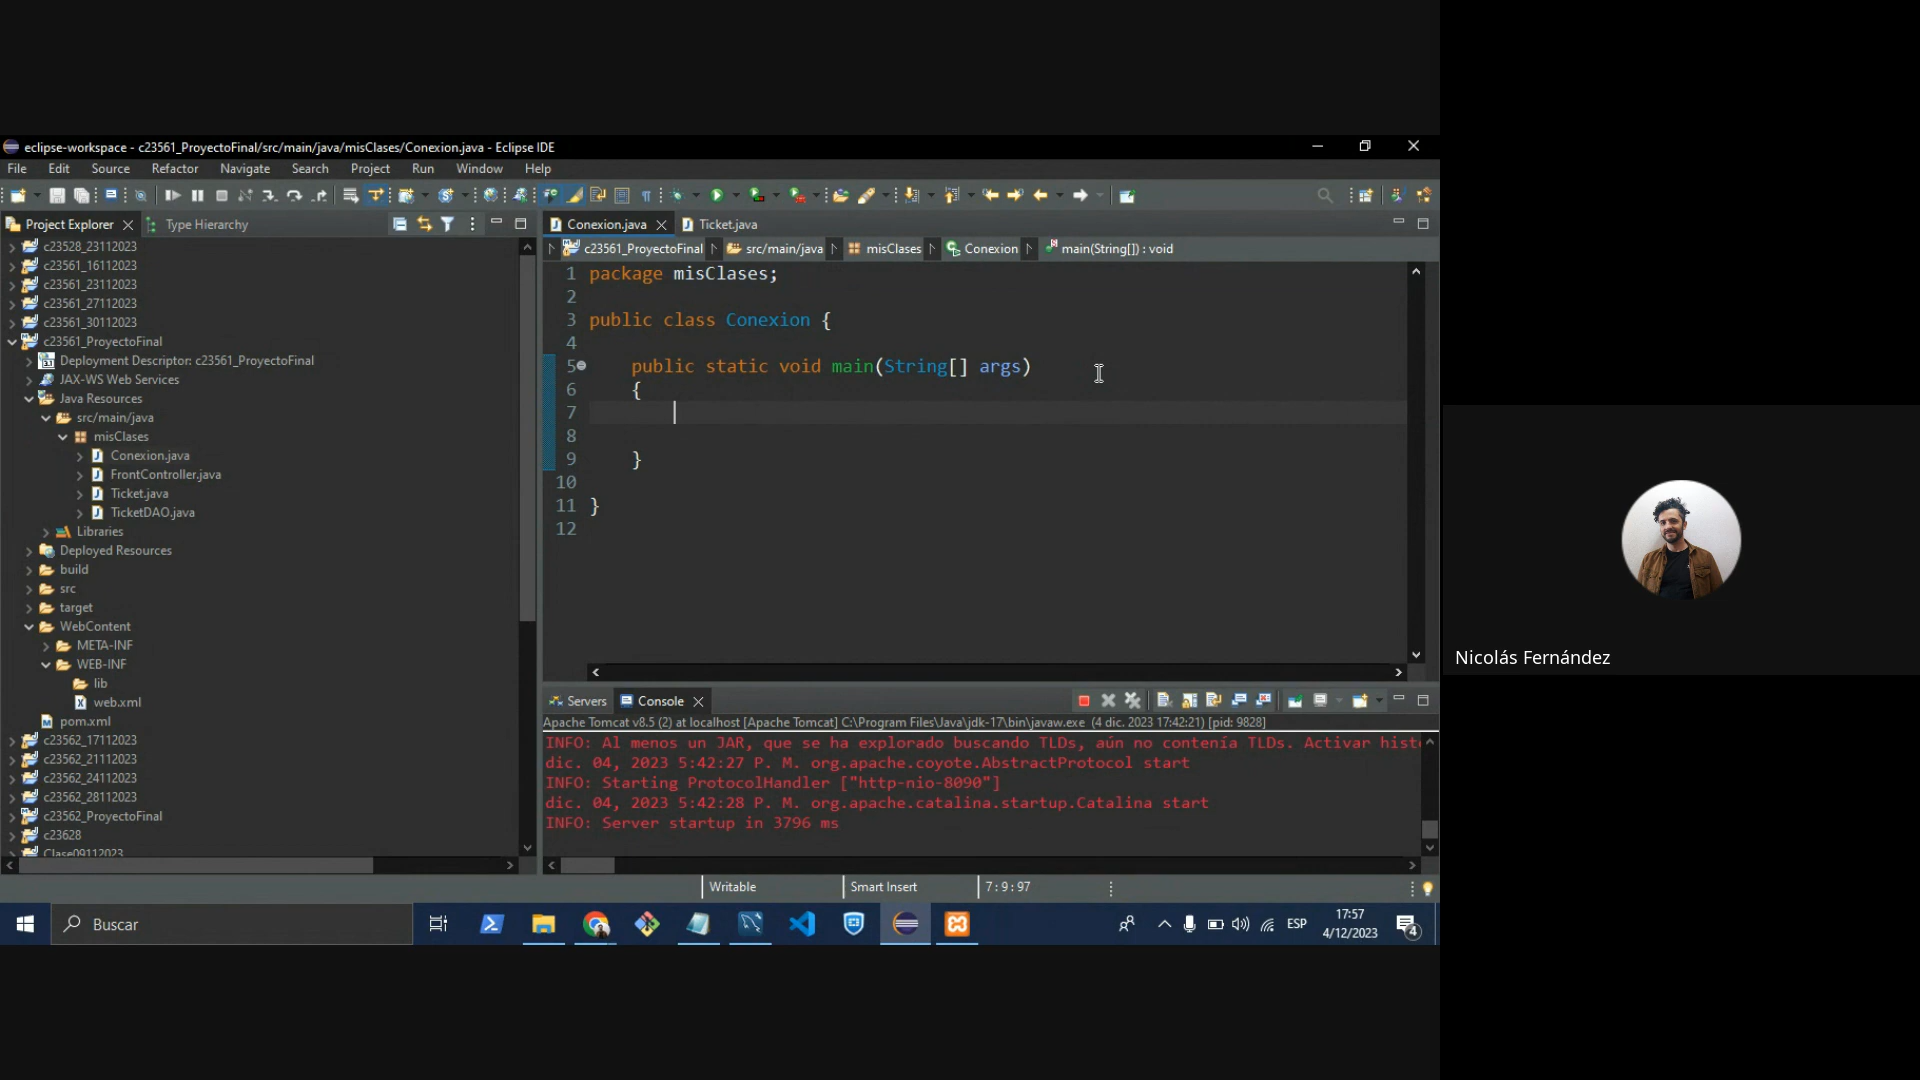 eclipse-workspace - c23561_ProyectoFinal/src/main/java/misClases/Conexion.java - Eclipse IDE
File Edit Source Refactor Navigate Search Project Run Window Help
Project Explorer Type Hierarchy
c23528_23112023
c23561_16112023
c23561_23112023
c23561_27112023
c23561_30112023
c23561_ProyectoFinal
Deployment Descriptor: c23561_ProyectoFinal
JAX-WS Web Services
Java Resources
src/main/java
misClases
Conexion.java
FrontController.java
Ticket.java
TicketDAO.java
Libraries
Deployed Resources
build
src
target
WebContent
META-INF
WEB-INF
lib
web.xml
pom.xml
c23562_17112023
c23562_21112023
c23562_24112023
c23562_28112023
c23562_ProyectoFinal
c23628
Clase09112023
Conexion.java Ticket.java
c23561_ProyectoFinal src/main/java misClases Conexion main(String[]) : void
1 package misClases;
2
3 public class Conexion {
4
5 public static void main(String[] args)
6 {
7
8
9 }
10
11 }
12
Servers Console
Apache Tomcat v8.5 (2) at localhost [Apache Tomcat] C:\Program Files\Java\jdk-17\bin\javaw.exe (4 dic. 2023 17:42:21) [pid: 9828]
INFO: Al menos un JAR, que se ha explorado buscando TLDs, aún no contenía TLDs. Activar hist
dic. 04, 2023 5:42:27 P. M. org.apache.coyote.AbstractProtocol start
INFO: Starting ProtocolHandler ["http-nio-8090"]
dic. 04, 2023 5:42:28 P. M. org.apache.catalina.startup.Catalina start
INFO: Server startup in 3796 ms
Writable Smart Insert 7 : 9 : 97
Buscar
ESP
17:57
4/12/2023
4
Nicolás Fernández